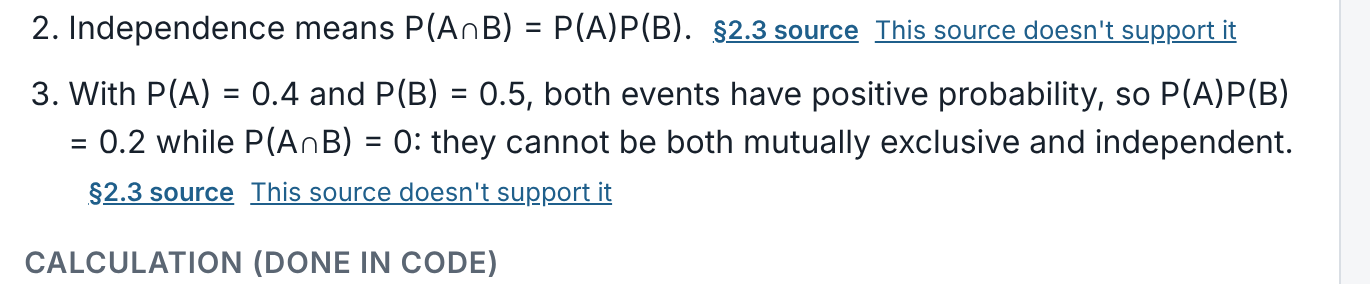 2. Independence means P(A∩B) = P(A)P(B). §2.3 source This source doesn't support it
3. With P(A) = 0.4 and P(B) = 0.5, both events have positive probability, so P(A)P(B)
= 0.2 while P(A∩B) = 0: they cannot be both mutually exclusive and independent.
§2.3 source This source doesn't support it
CALCULATION (DONE IN CODE)